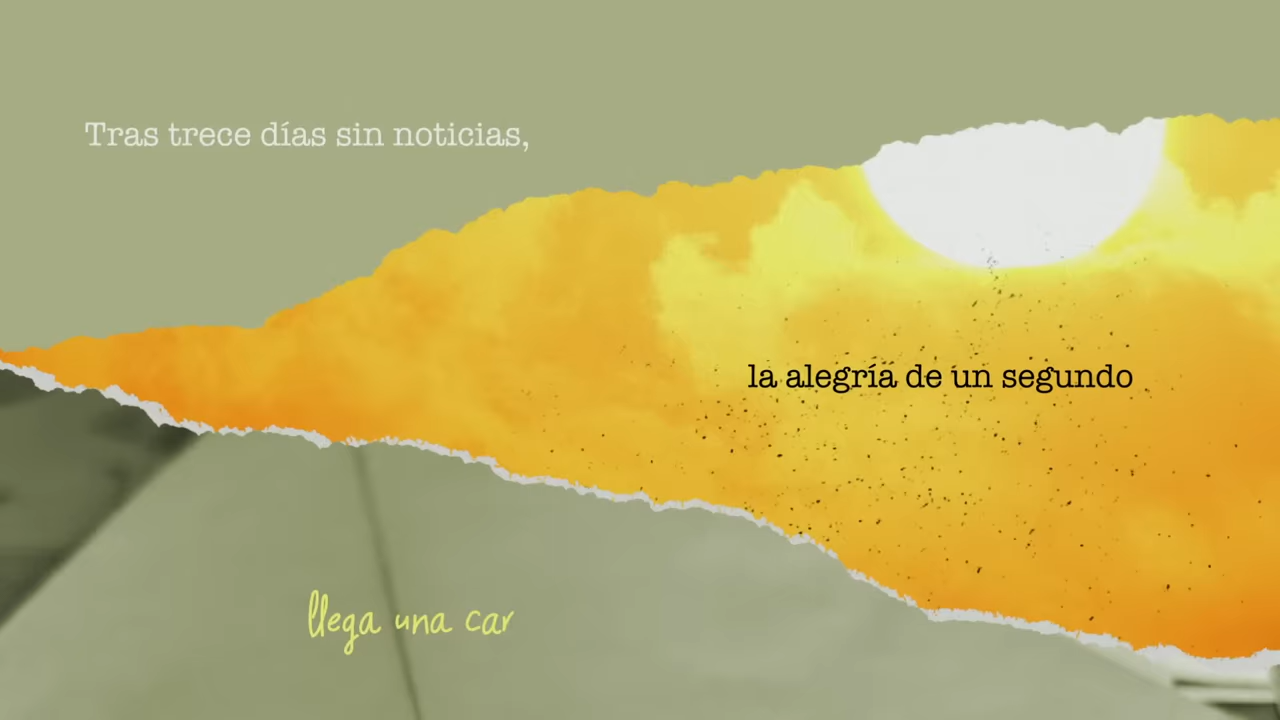 Tras trece días sin noticias,
la alegría de un segundo
llega una car